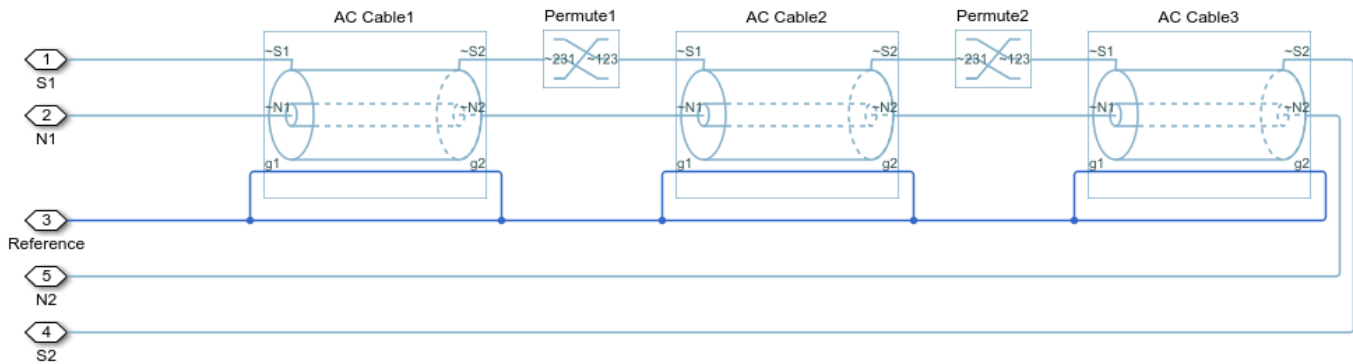 AC Cable1
Permute1
AC Cable2
Permute2
AC Cable3
~S1
~S2
~231
~123
~S1
~S2
~231
~123
~S1
~S2
1
S1
~N1
~N2
~N1
~N2
~N1
~N2
2
N1
g1
g2
g1
g2
g1
g2
3
Reference
5
N2
4
S2